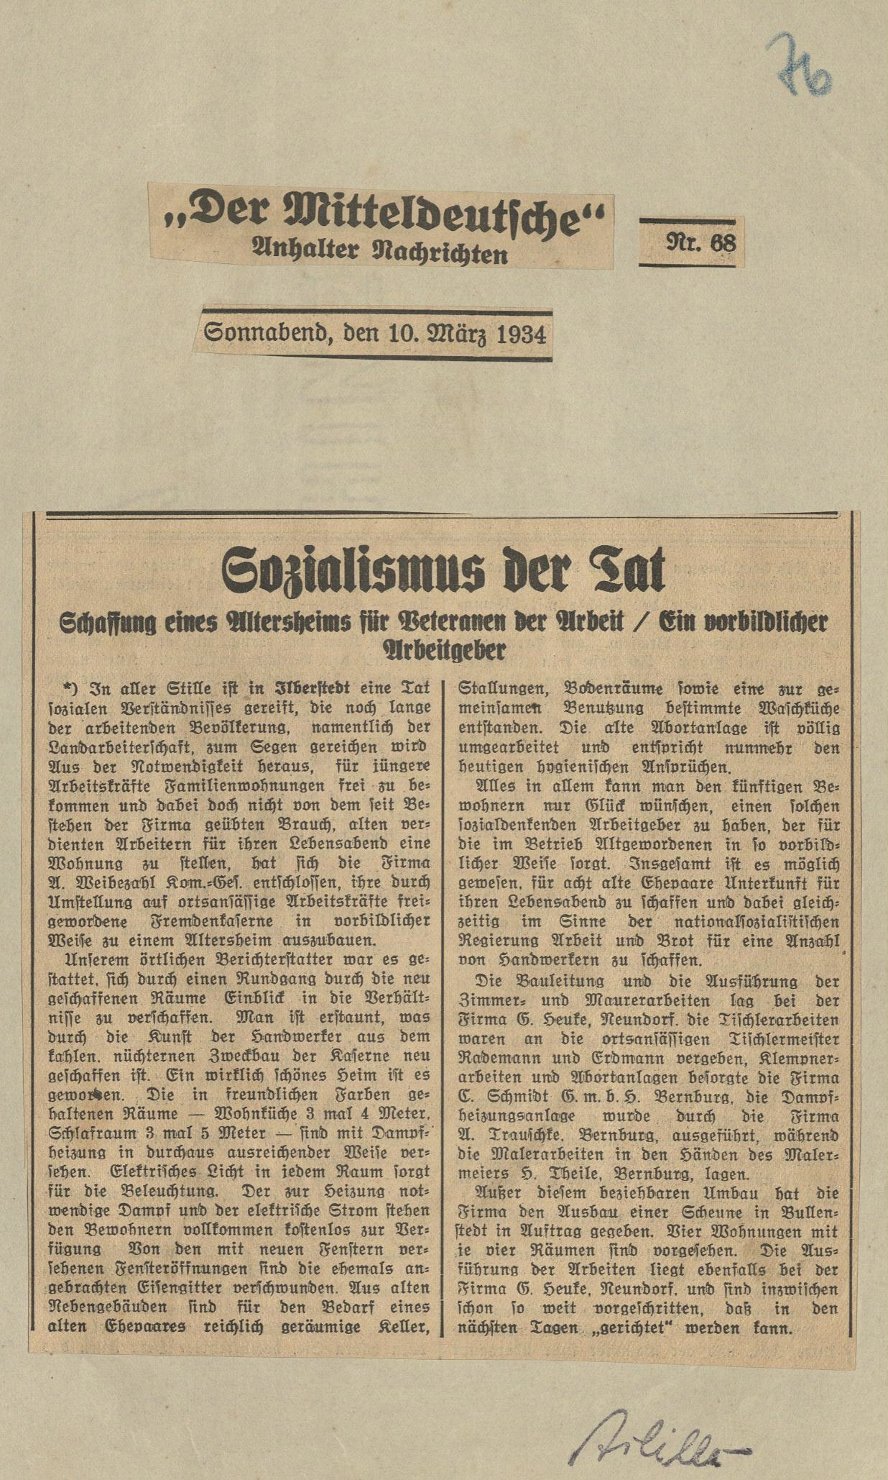 76
„Der Mitteldeutsche“
Anhalter Nachrichten
Nr. 68
Sonnabend, den 10. März 1934
Sozialismus der Tat
Schaffung eines Altersheims für Veteranen der Arbeit / Ein vorbildlicher
Arbeitgeber
*) In aller Stille ist in Ilberstedt eine Tat
sozialen Verständnisses gereift, die noch lange
der arbeitenden Bevölkerung, namentlich der
Landarbeiterschaft, zum Segen gereichen wird
Aus der Notwendigkeit heraus, für jüngere
Arbeitskräfte Familienwohnungen frei zu be-
kommen und dabei doch nicht von dem seit Be-
stehen der Firma geübten Brauch, alten ver-
dienten Arbeitern für ihren Lebensabend eine
Wohnung zu stellen, hat sich die Firma
A. Weibezahl Kom.-Ges. entschlossen, ihre durch
Umstellung auf ortsansässige Arbeitskräfte frei-
gewordene Fremdenkaserne in vorbildlicher
Weise zu einem Altersheim auszubauen.
Unserem örtlichen Berichterstatter war es ge-
stattet, sich durch einen Rundgang durch die neu
geschaffenen Räume Einblick in die Verhält-
nisse zu verschaffen. Man ist erstaunt, was
durch die Kunst der Handwerker aus dem
kahlen, nüchternen Zweckbau der Kaserne neu
geschaffen ist. Ein wirklich schönes Heim ist es
geworden. Die in freundlichen Farben ge-
haltenen Räume — Wohnküche 3 mal 4 Meter,
Schlafraum 3 mal 5 Meter — sind mit Dampf-
heizung in durchaus ausreichender Weise ver-
sehen. Elektrisches Licht in jedem Raum sorgt
für die Beleuchtung. Der zur Heizung not-
wendige Dampf und der elektrische Strom stehen
den Bewohnern vollkommen kostenlos zur Ver-
fügung Von den mit neuen Fenstern ver-
sehenen Fensteröffnungen sind die ehemals an-
gebrachten Eisengitter verschwunden. Aus alten
Nebengebäuden sind für den Bedarf eines
alten Ehepaares reichlich geräumige Keller,
Stallungen, Bodenräume sowie eine zur ge-
meinsamen Benutzung bestimmte Waschküche
entstanden. Die alte Abortanlage ist völlig
umgearbeitet und entspricht nunmehr den
heutigen hygienischen Ansprüchen.
Alles in allem kann man den künftigen Be-
wohnern nur Glück wünschen, einen solchen
sozialdenkenden Arbeitgeber zu haben, der für
die im Betrieb Altgewordenen in so vorbild-
licher Weise sorgt. Insgesamt ist es möglich
gewesen, für acht alte Ehepaare Unterkunft für
ihren Lebensabend zu schaffen und dabei gleich-
zeitig im Sinne der nationalsozialistischen
Regierung Arbeit und Brot für eine Anzahl
von Handwerkern zu schaffen.
Die Bauleitung und die Ausführung der
Zimmer- und Maurerarbeiten lag bei der
Firma G. Heuke, Neundorf, die Tischlerarbeiten
waren an die ortsansässigen Tischlermeister
Rademann und Erdmann vergeben, Klempner-
arbeiten und Abortanlagen besorgte die Firma
C. Schmidt G. m. b. H. Bernburg, die Dampf-
heizungsanlage wurde durch die Firma
A. Trauschke, Bernburg, ausgeführt, während
die Malerarbeiten in den Händen des Maler-
meiers H. Theile, Bernburg, lagen.
Außer diesem beziehbaren Umbau hat die
Firma den Ausbau einer Scheune in Bullen-
stedt in Auftrag gegeben. Vier Wohnungen mit
je vier Räumen sind vorgesehen. Die Aus-
führung der Arbeiten liegt ebenfalls bei der
Firma G. Heuke, Neundorf, und sind inzwischen
schon so weit vorgeschritten, daß in den
nächsten Tagen „gerichtet“ werden kann.